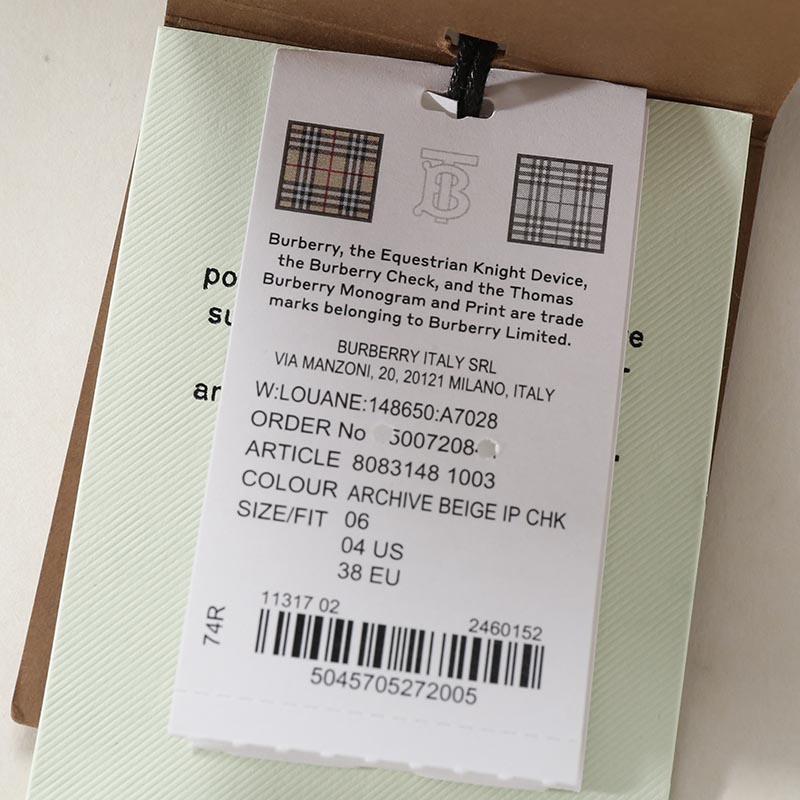 Burberry, the Equestrian Knight Device,
the Burberry Check, and the Thomas
Burberry Monogram and Print are trade
marks belonging to Burberry Limited.
BURBERRY ITALY SRL
VIA MANZONI, 20, 20121 MILANO, ITALY
W:LOUANE:148650:A7028
ORDER No 50072084
ARTICLE 8083148 1003
COLOUR ARCHIVE BEIGE IP CHK
SIZE/FIT 06
04 US
38 EU
74R
11317 02
2460152
5045705272005